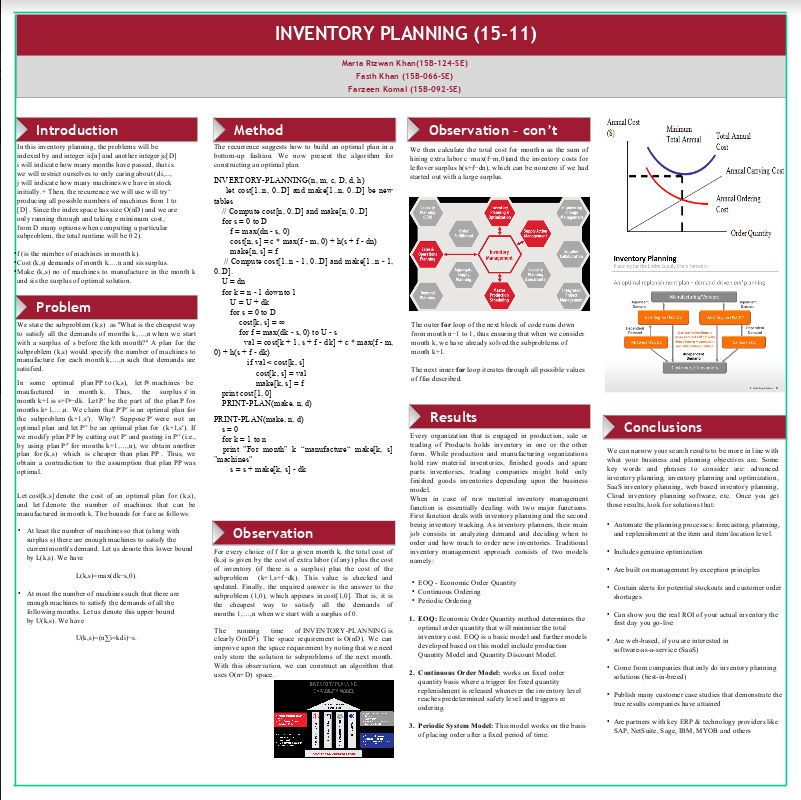 INVENTORY PLANNING (15-11)
Maria Rizwan Khan(15B-124-SE)
Fasih Khan (15B-066-SE)
Farzeen Komal (15B-092-SE)
Introduction
In this inventory planning, the problems will be
indexed by and integer is[n] and another integer js[D]
i will indicate how many months have passed, that is
we will restrict ourselves to only caring about (di,...,
j will indicate how many machines we have in stock
initially. + Then, the recurrence we will use will try'
producing all possible numbers of machines from 1 to
[D] . Since the index space has size O(nD) and we are
only running through and taking c minimum cost,
from D many options when computing a particular
subproblem, the total runtime will be 0.2).
f (is the number of machines in month k).
Cost (k,s) demands of month k....n and sis surplus.
Make (k,s) no of machines to manufacture in the month k
and sis the surplus of optimal solution.
Problem
We state the subproblem (k,s) as "What is the cheapest way
to satisfy all the demands of months k,...,n when we start
with a surplus of s before the kth month?" A plan for the
subproblem (k,s) would specify the number of machines to
manufacture for each month k,...,n such that demands are
satisfied.
In some optimal plan PP to (k,s), let f machines be
manufactured in month k. Thus, the surplus s' in
month k+1 is s+f−dk. Let P' be the part of the plan P for
months k+1,...,n. We claim that P'P' is an optimal plan for
the subproblem (k+1,s'). Why? Suppose P' were not an
optimal plan and let P'' be an optimal plan for (k+1,s'). If
we modify plan PP by cutting out P' and pasting in P'' (i.e.,
by using plan P'' for months k+1,...,n), we obtain another
plan for (k,s) which is cheaper than plan PP. Thus, we
obtain a contradiction to the assumption that plan PP was
optimal.
Let cost[k,s] denote the cost of an optimal plan for (k,s),
and let f denote the number of machines that can be
manufactured in month k. The bounds for f are as follows:
• At least the number of machines so that (along with
surplus s) there are enough machines to satisfy the
current month's demand. Let us denote this lower bound
by L(k,s). We have
L(k,s)=max(dk−s,0).
• At most the number of machines such that there are
enough machines to satisfy the demands of all the
following months. Let us denote this upper bound
by U(k,s). We have
U(k,s)=(n∑i=kdi)−s.
Method
The recurrence suggests how to build an optimal plan in a
bottom-up fashion. We now present the algorithm for
constructing an optimal plan.
INVERTORY-PLANNING(n, m, c, D, d, h)
let cost[1..n, 0..D] and make[1..n, 0..D] be new
tables
// Compute cost[n, 0..D] and make[n, 0..D]
for s = 0 to D
f = max(dn - s, 0)
cost[n, s] = c * max(f - m, 0) + h(s + f - dn)
make[n, s] = f
// Compute cost[1..n - 1, 0..D] and make[1..n - 1,
0..D].
U = dn
for k = n - 1 down to 1
U = U + dk
for s = 0 to D
cost[k, s] = ∞
for f = max(dk - s, 0) to U - s
val = cost[k + 1, s + f - dk] + c * max(f - m,
0) + h(s + f - dk)
if val < cost[k, s]
cost[k, s] = val
make[k, s] = f
print cost[1, 0]
PRINT-PLAN(make, n, d)
PRINT-PLAN(make, n, d)
s = 0
for k = 1 to n
print "For month" k "manufacture" make[k, s]
"machines"
s = s + make[k, s] - dk
Observation
For every choice of f for a given month k, the total cost of
(k,s) is given by the cost of extra labor (if any) plus the cost
of inventory (if there is a surplus) plus the cost of the
subproblem (k+1,s+f−dk). This value is checked and
updated. Finally, the required answer is the answer to the
subproblem (1,0), which appears in cost[1,0]. That is, it is
the cheapest way to satisfy all the demands of
months 1,...,n when we start with a surplus of 0.
The running time of INVENTORY-PLANNING is
clearly O(nD²). The space requirement is O(nD). We can
improve upon the space requirement by noting that we need
only store the solution to subproblems of the next month.
With this observation, we can construct an algorithm that
uses O(n+D) space.
INVENTORY PLANNING
CAPABILITY MODEL
Observation – con't
We then calculate the total cost for month n as the sum of
hiring extra labor c·max(f−m,0)and the inventory costs for
leftover surplus h(s+f−dn), which can be nonzero if we had
started out with a large surplus.
Inventory Planning & Optimization
Order Fulfillment
Supply Action Management
Sales & Operations Planning
Inventory Management
Supplier Collaboration
Aggregate Supply Planning
Capacity Planning
Demand Planning
Master Production Scheduling
Integrated Project Management
The outer for loop of the next block of code runs down
from month n−1 to 1, thus ensuring that when we consider
month k, we have already solved the subproblems of
month k+1.
The next inner for loop iterates through all possible values
of f as described.
Results
Every organization that is engaged in production, sale or
trading of Products holds inventory in one or the other
form. While production and manufacturing organizations
hold raw material inventories, finished goods and spare
parts inventories, trading companies might hold only
finished goods inventories depending upon the business
model.
When in case of raw material inventory management
function is essentially dealing with two major functions.
First function deals with inventory planning and the second
being inventory tracking. As inventory planners, their main
job consists in analyzing demand and deciding when to
order and how much to order new inventories. Traditional
inventory management approach consists of two models
namely:
• EOQ - Economic Order Quantity
• Continuous Ordering
• Periodic Ordering
1. EOQ: Economic Order Quantity method determines the
optimal order quantity that will minimize the total
inventory cost. EOQ is a basic model and further models
developed based on this model include production
Quantity Model and Quantity Discount Model.
2. Continuous Order Model: works on fixed order
quantity basis where a trigger for fixed quantity
replenishment is released whenever the inventory level
reaches predetermined safety level and triggers re
ordering.
3. Periodic System Model: This model works on the basis
of placing order after a fixed period of time.
Annual Cost
($)
Minimum
Total Annual
Total Annual
Cost
Annual Carrying Cost
Annual Ordering
Cost
Order Quantity
Inventory Planning
Planning for the Entire Supply Chain Network
An optimal replenishment plan – demand driven on/planning
Manufacturing/Vendors
Dependent
Demand
Dependent
Demand
Independent
Demand
Customers/Consumers
Conclusions
We can narrow your search results to be more in line with
what your business and planning objectives are. Some
key words and phrases to consider are: advanced
inventory planning, inventory planning and optimization,
SaaS inventory planning, web based inventory planning,
Cloud inventory planning software, etc. Once you get
those results, look for solutions that:
• Automate the planning processes: forecasting, planning,
and replenishment at the item and item\location level.
• Includes genuine optimization
• Are built on management by exception principles
• Contain alerts for potential stockouts and customer order
shortages
• Can show you the real ROI of your actual inventory the
first day you go-live
• Are web-based, if you are interested in
software-as-a-service (SaaS)
• Come from companies that only do inventory planning
solutions (best-in-breed)
• Publish many customer case studies that demonstrate the
true results companies have attained
• Are partners with key ERP & technology providers like
SAP, NetSuite, Sage, IBM, MYOB and others